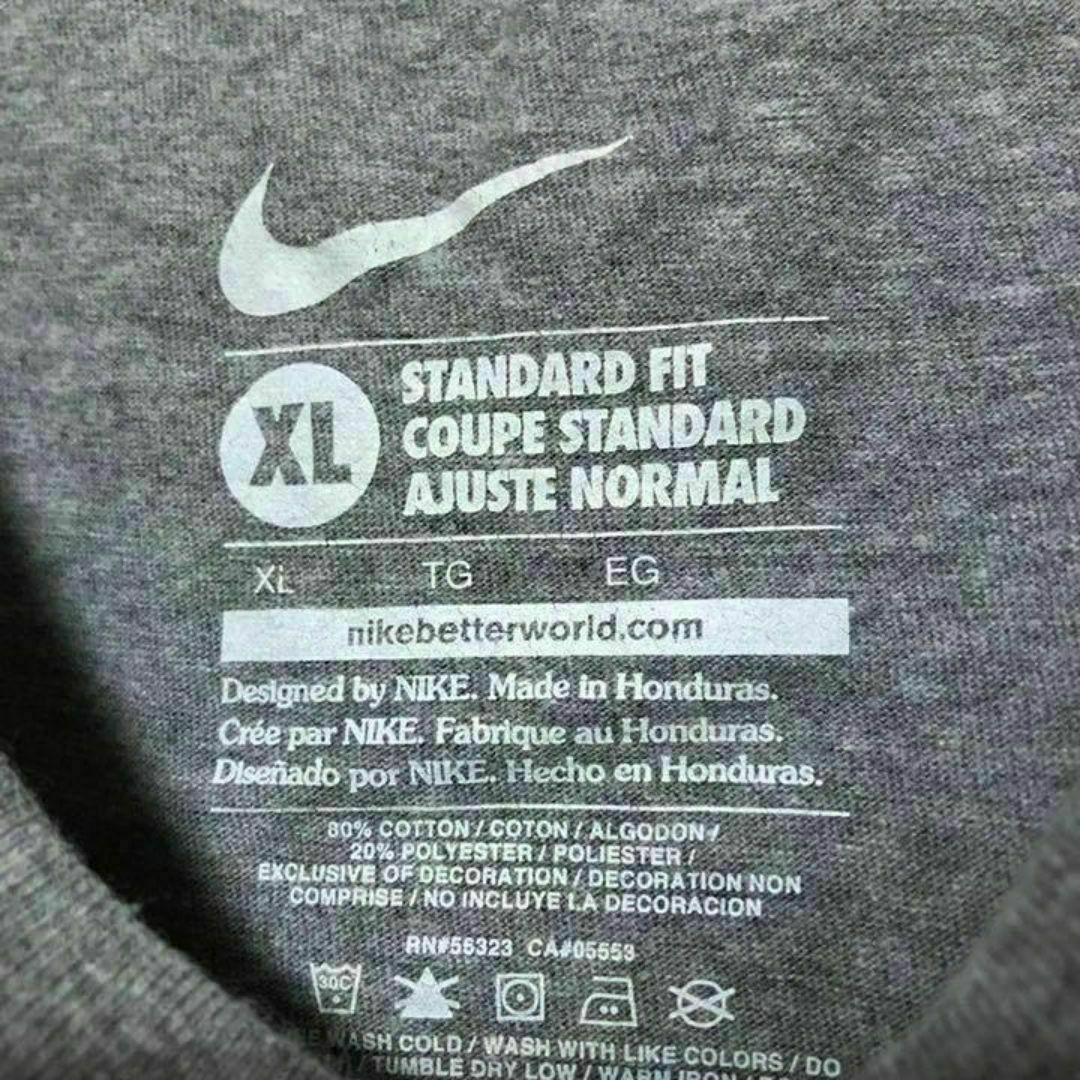 XL
STANDARD FIT
COUPE STANDARD
AJUSTE NORMAL
XL TG EG
nikebetterworld.com
Designed by NIKE. Made in Honduras.
Crée par NIKE. Fabrique au Honduras.
Diseñado por NIKE. Hecho en Honduras.
80% COTTON / COTON / ALGODON /
20% POLYESTER / POLIESTER /
EXCLUSIVE OF DECORATION / DECORATION NON
COMPRISE / NO INCLUYE LA DECORACION
RN#56323 CA#05553
30C
WASH COLD / WASH WITH LIKE COLORS / DO
TUMBLE DRY LOW / WARM IRON /